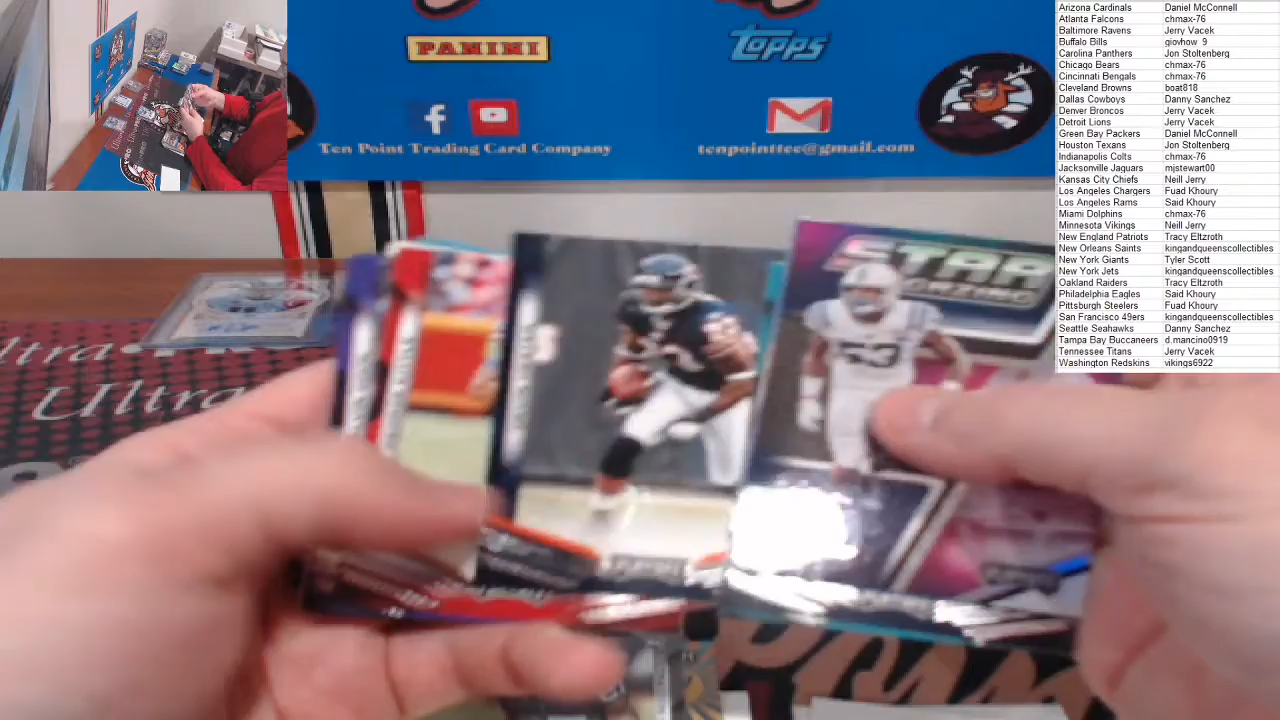 PANINI
TOPPS
Ten Point Trading Card Company
tenpointtcc@gmail.com
Arizona Cardinals Daniel McConnell
Atlanta Falcons chmax-76
Baltimore Ravens Jerry Vacek
Buffalo Bills giovhow_9
Carolina Panthers Jon Stoltenberg
Chicago Bears chmax-76
Cincinnati Bengals chmax-76
Cleveland Browns boat818
Dallas Cowboys Danny Sanchez
Denver Broncos Jerry Vacek
Detroit Lions Jerry Vacek
Green Bay Packers Daniel McConnell
Houston Texans Jon Stoltenberg
Indianapolis Colts chmax-76
Jacksonville Jaguars mjstewart00
Kansas City Chiefs Neill Jerry
Los Angeles Chargers Fuad Khoury
Los Angeles Rams Said Khoury
Miami Dolphins chmax-76
Minnesota Vikings Neill Jerry
New England Patriots Tracy Eltzroth
New Orleans Saints kingandqueenscollectibles
New York Giants Tyler Scott
New York Jets kingandqueenscollectibles
Oakland Raiders Tracy Eltzroth
Philadelphia Eagles Said Khoury
Pittsburgh Steelers Fuad Khoury
San Francisco 49ers kingandqueenscollectibles
Seattle Seahawks Danny Sanchez
Tampa Bay Buccaneers d.mancino0919
Tennessee Titans Jerry Vacek
Washington Redskins vikings6922
STAR
GAZING
53
Ultra
Ultra